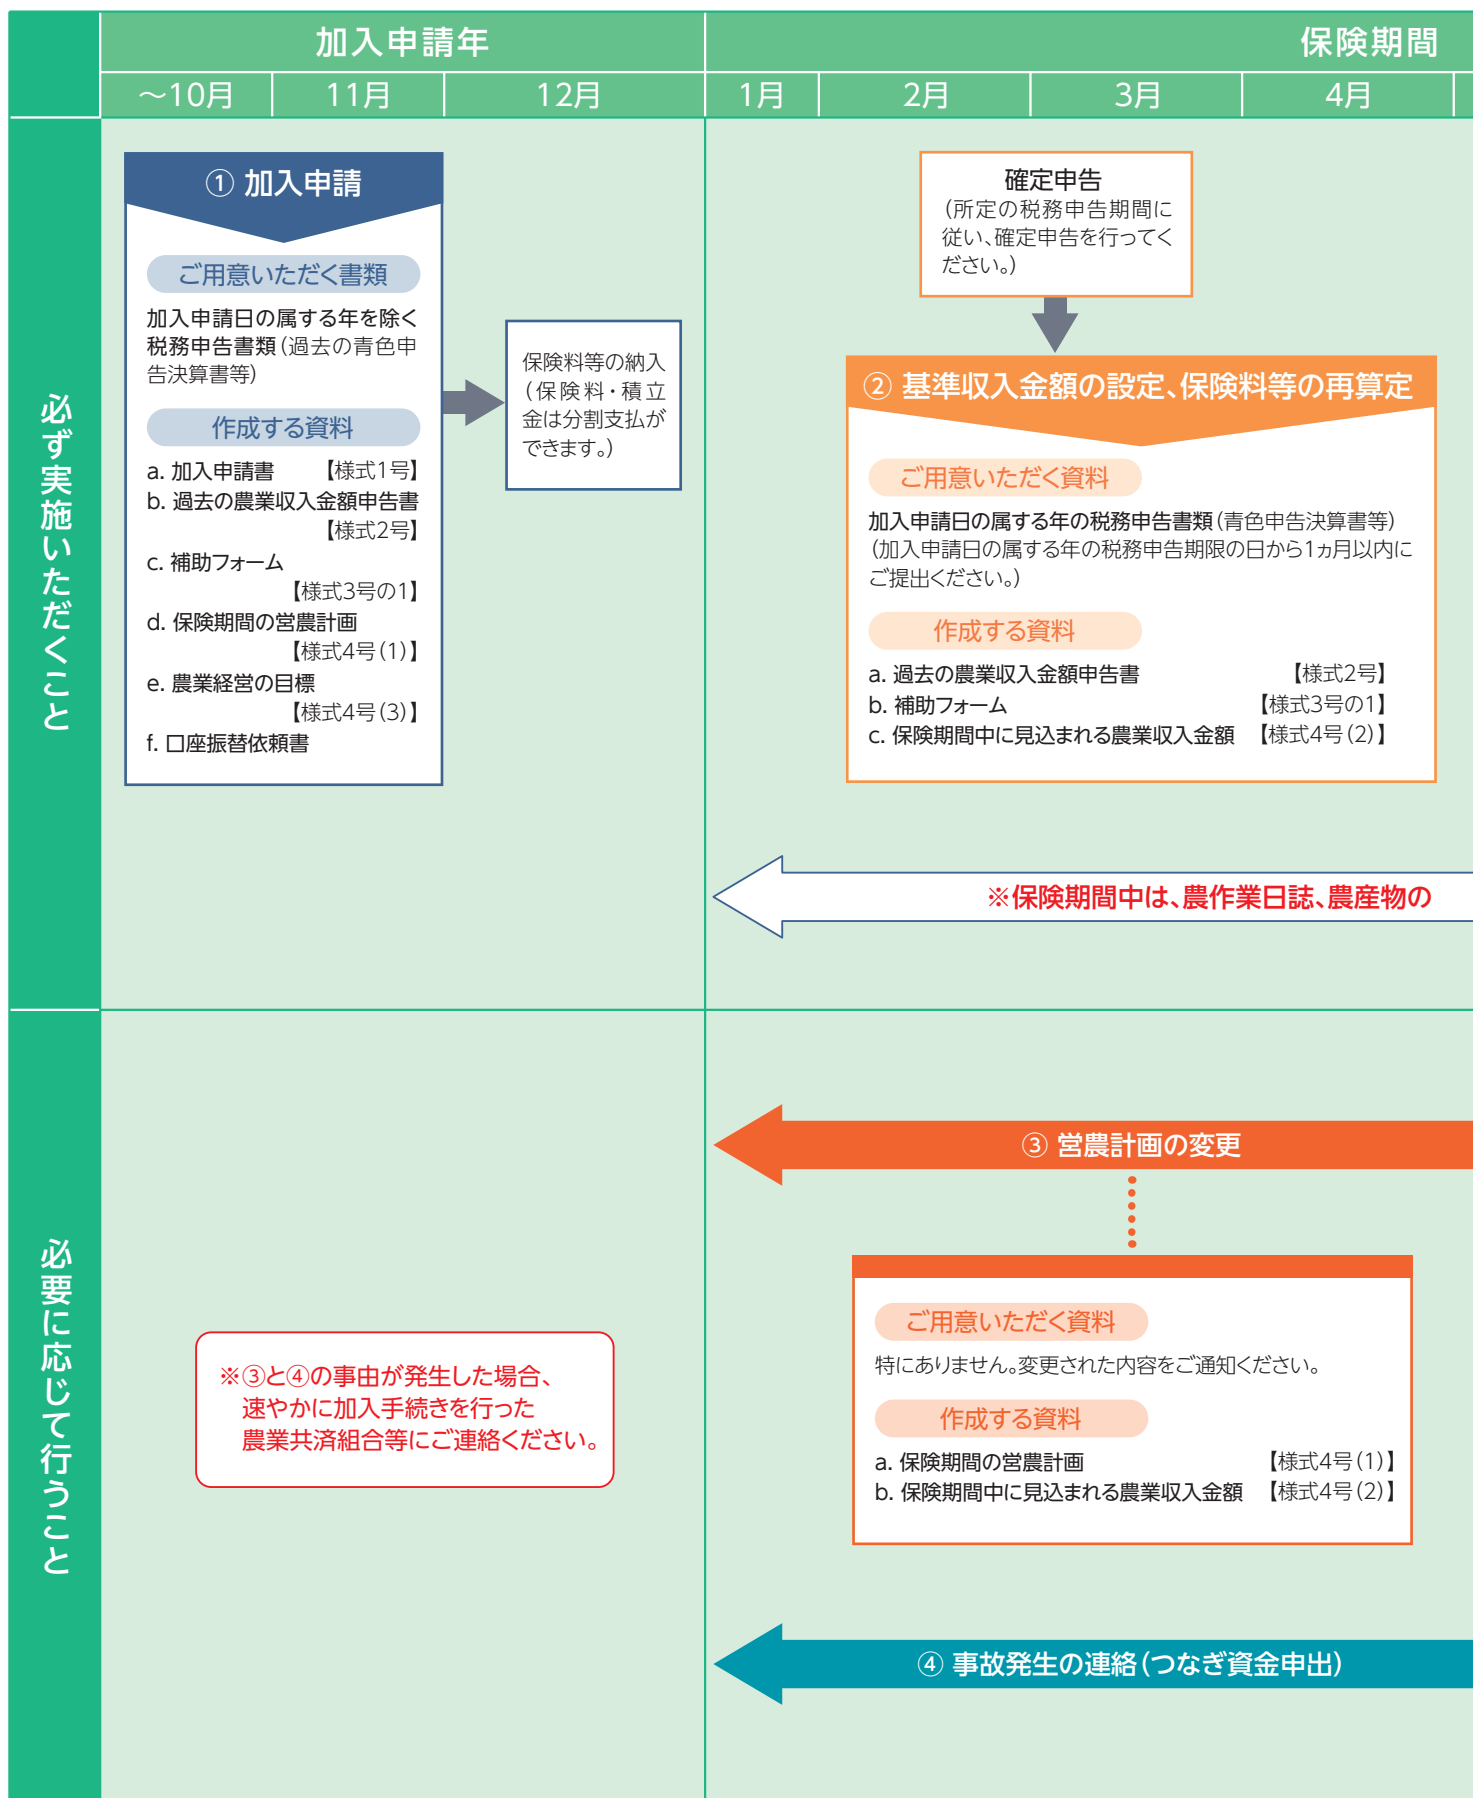 加入申請年
保険期間
～10月
11月
12月
1月
2月
3月
4月
必ず実施いただくこと
① 加入申請
ご用意いただく書類
加入申請日の属する年を除く
税務申告書類（過去の青色申
告決算書等）
作成する資料
a. 加入申請書 【様式1号】
b. 過去の農業収入金額申告書
【様式2号】
c. 補助フォーム
【様式3号の1】
d. 保険期間の営農計画
【様式4号（1）】
e. 農業経営の目標
【様式4号（3）】
f. 口座振替依頼書
保険料等の納入
（保険料・積立
金は分割支払が
できます。）
確定申告
（所定の税務申告期間に
従い、確定申告を行ってく
ださい。）
② 基準収入金額の設定、保険料等の再算定
ご用意いただく資料
加入申請日の属する年の税務申告書類（青色申告決算書等）
（加入申請日の属する年の税務申告期限の日から1ヵ月以内に
ご提出ください。）
作成する資料
a. 過去の農業収入金額申告書 【様式2号】
b. 補助フォーム 【様式3号の1】
c. 保険期間中に見込まれる農業収入金額 【様式4号（2）】
※保険期間中は、農作業日誌、農産物の
必要に応じて行うこと
※③と④の事由が発生した場合、
速やかに加入手続きを行った
農業共済組合等にご連絡ください。
③ 営農計画の変更
ご用意いただく資料
特にありません。変更された内容をご通知ください。
作成する資料
a. 保険期間の営農計画 【様式4号（1）】
b. 保険期間中に見込まれる農業収入金額 【様式4号（2）】
④ 事故発生の連絡（つなぎ資金申出）